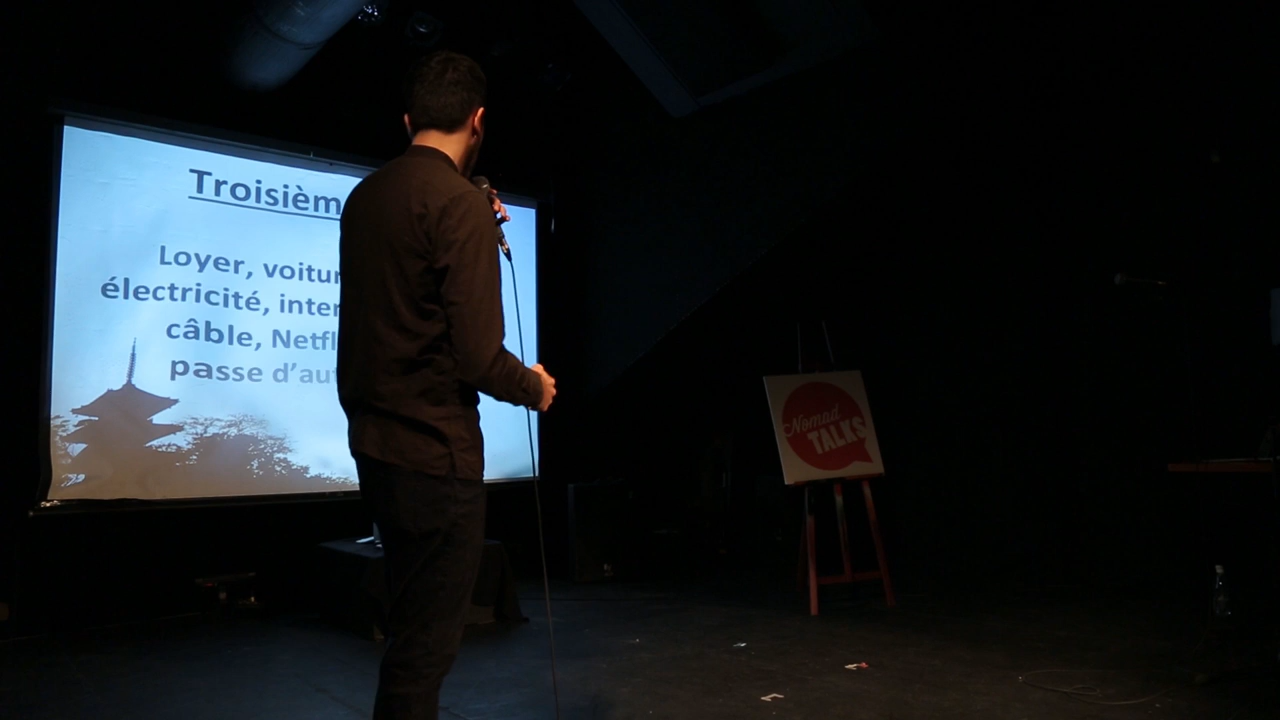 Troisièm
Loyer, voitur
électricité, inter
câble, Netfl
passe d'aut
Nomad
TALKS